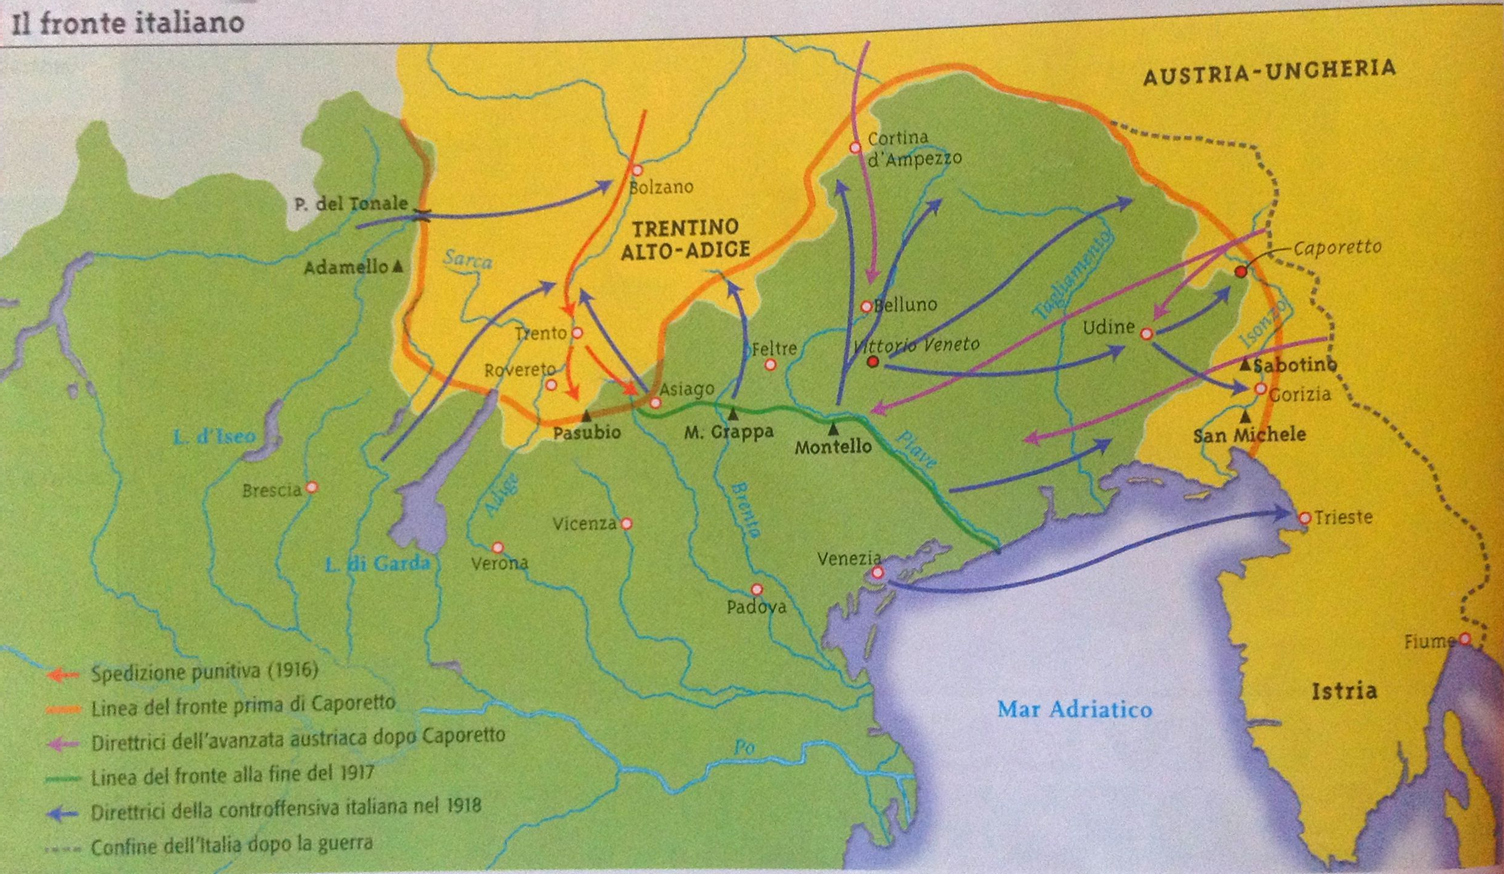 Il fronte italiano
AUSTRIA-UNGHERIA
Cortina
d'Ampezzo
Bolzano
P. del Tonale
TRENTINO
ALTO-ADIGE
Adamello
Sarca
Caporetto
Tagliamento
Belluno
Isonzo
Trento
Udine
Vittorio Veneto
Feltre
Rovereto
Sabotino
Asiago
Gorizia
Pasubio
M. Grappa
Montello
San Michele
L. d'Iseo
Piave
Brescia
Adige
Brenta
Vicenza
Trieste
L. di Garda
Verona
Venezia
Padova
Fiume
Istria
Mar Adriatico
Po
Spedizione punitiva (1916)
Linea del fronte prima di Caporetto
Direttrici dell'avanzata austriaca dopo Caporetto
Linea del fronte alla fine del 1917
Direttrici della controffensiva italiana nel 1918
Confine dell'Italia dopo la guerra